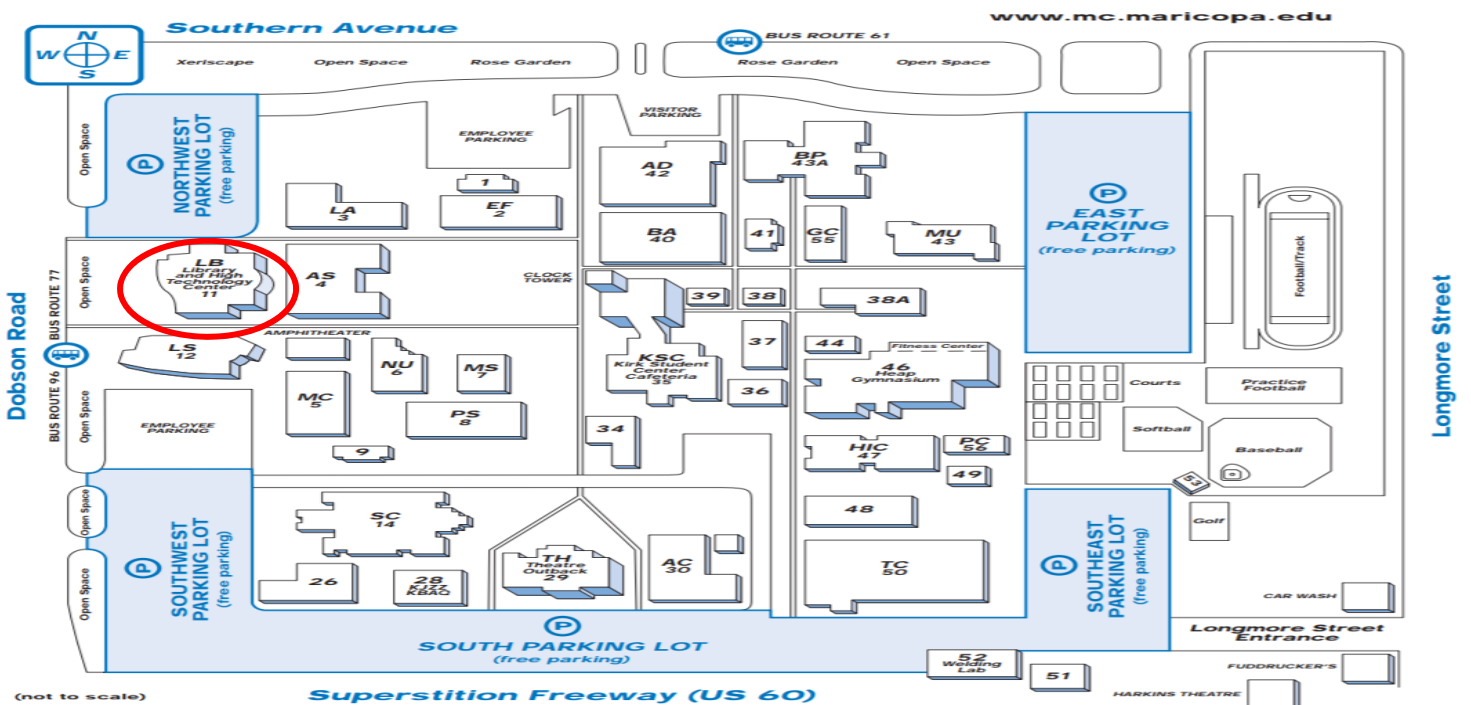 www.mc.maricopa.edu
Southern Avenue
N
W E
S
BUS ROUTE 61
Xeriscape
Open Space
Rose Garden
Rose Garden
Open Space
Open Space
P
NORTHWEST
PARKING LOT
(free parking)
EMPLOYEE
PARKING
VISITOR
PARKING
1
LA
3
EF
2
AD
42
BP
43A
BA
40
41
GC
55
MU
43
P
EAST
PARKING
LOT
(free parking)
Football/Track
Dobson Road
BUS ROUTE 77
BUS ROUTE 96
Longmore Street
Open Space
LB
Library
and High
Technology
Center
11
AS
4
CLOCK
TOWER
39
38
38A
AMPHITHEATER
LS
12
NU
6
MS
7
KSC
Kirk Student
Center
Cafeteria
35
37
36
44
Fitness Center
46
Heap
Gymnasium
Courts
Practice
Football
Open Space
EMPLOYEE
PARKING
MC
5
PS
8
9
34
HIC
47
PC
56
49
Softball
Baseball
53
Golf
Open Space
P
SOUTHWEST
PARKING LOT
(free parking)
SC
14
26
28
KJZZ
KBAQ
TH
Theatre
Outback
29
AC
30
48
TC
50
P
SOUTHEAST
PARKING LOT
(free parking)
Open Space
CAR WASH
P
SOUTH PARKING LOT
(free parking)
Longmore Street
Entrance
52
Welding
Lab
51
FUDDRUCKER'S
HARKINS THEATRE
(not to scale)
Superstition Freeway (US 60)